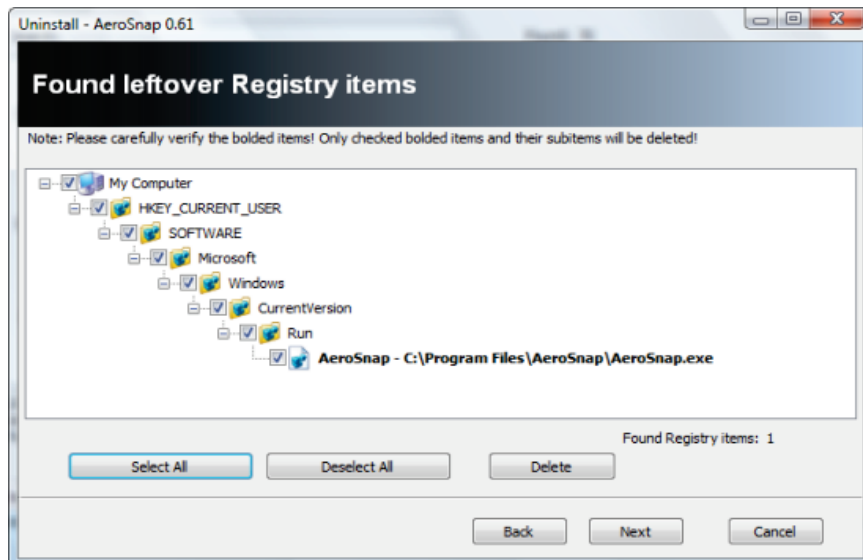 Uninstall - AeroSnap 0.61
Found leftover Registry items
Note: Please carefully verify the bolded items! Only checked bolded items and their subitems will be deleted!
My Computer
HKEY_CURRENT_USER
SOFTWARE
Microsoft
Windows
CurrentVersion
Run
AeroSnap - C:\Program Files\AeroSnap\AeroSnap.exe
Found Registry items: 1
Select All Deselect All Delete
Back Next Cancel